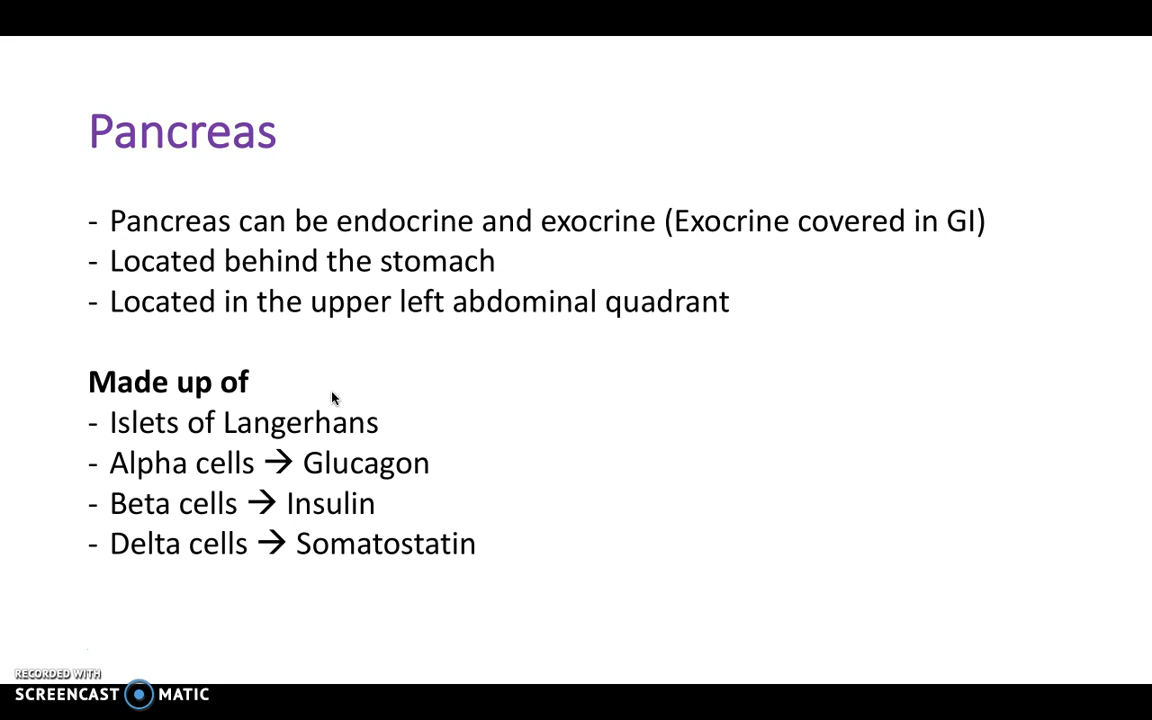 Pancreas
- Pancreas can be endocrine and exocrine (Exocrine covered in GI)
- Located behind the stomach
- Located in the upper left abdominal quadrant
Made up of
- Islets of Langerhans
- Alpha cells → Glucagon
- Beta cells → Insulin
- Delta cells → Somatostatin
RECORDED WITH
SCREENCAST MATIC